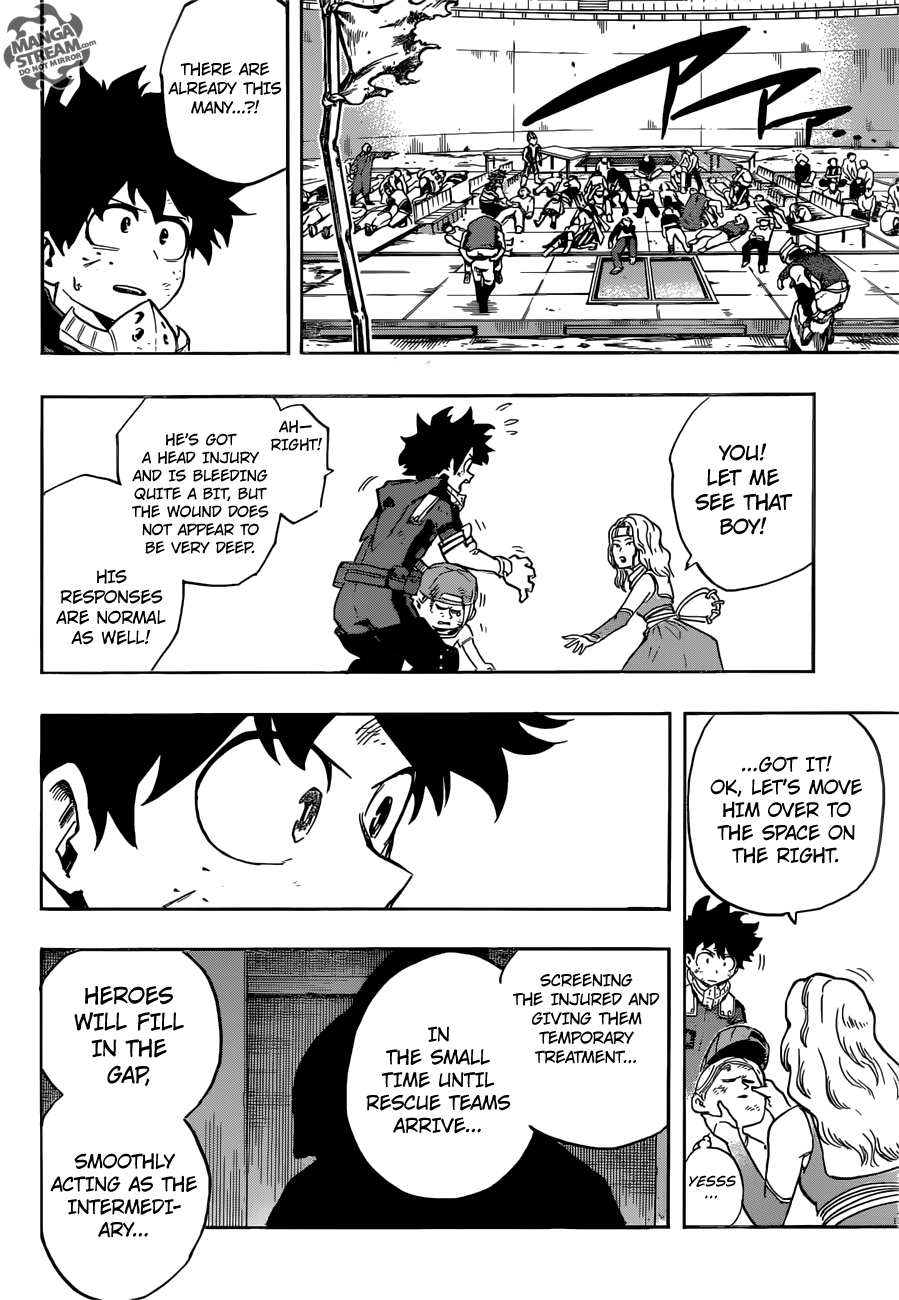 MANGA
STREAM.com
DO NOT MIRROR
THERE ARE
ALREADY THIS
MANY...?!
YOU!
LET ME
SEE THAT
BOY!
AH—
RIGHT!
HE'S GOT
A HEAD INJURY
AND IS BLEEDING
QUITE A BIT, BUT
THE WOUND DOES
NOT APPEAR TO
BE VERY DEEP.
HIS
RESPONSES
ARE NORMAL
AS WELL!
...GOT IT!
OK, LET'S MOVE
HIM OVER TO
THE SPACE ON
THE RIGHT.
YESSS
...
SCREENING
THE INJURED AND
GIVING THEM
TEMPORARY
TREATMENT...
IN
THE SMALL
TIME UNTIL
RESCUE TEAMS
ARRIVE...
HEROES
WILL FILL
IN THE
GAP,
SMOOTHLY
ACTING AS THE
INTERMEDI-
ARY...